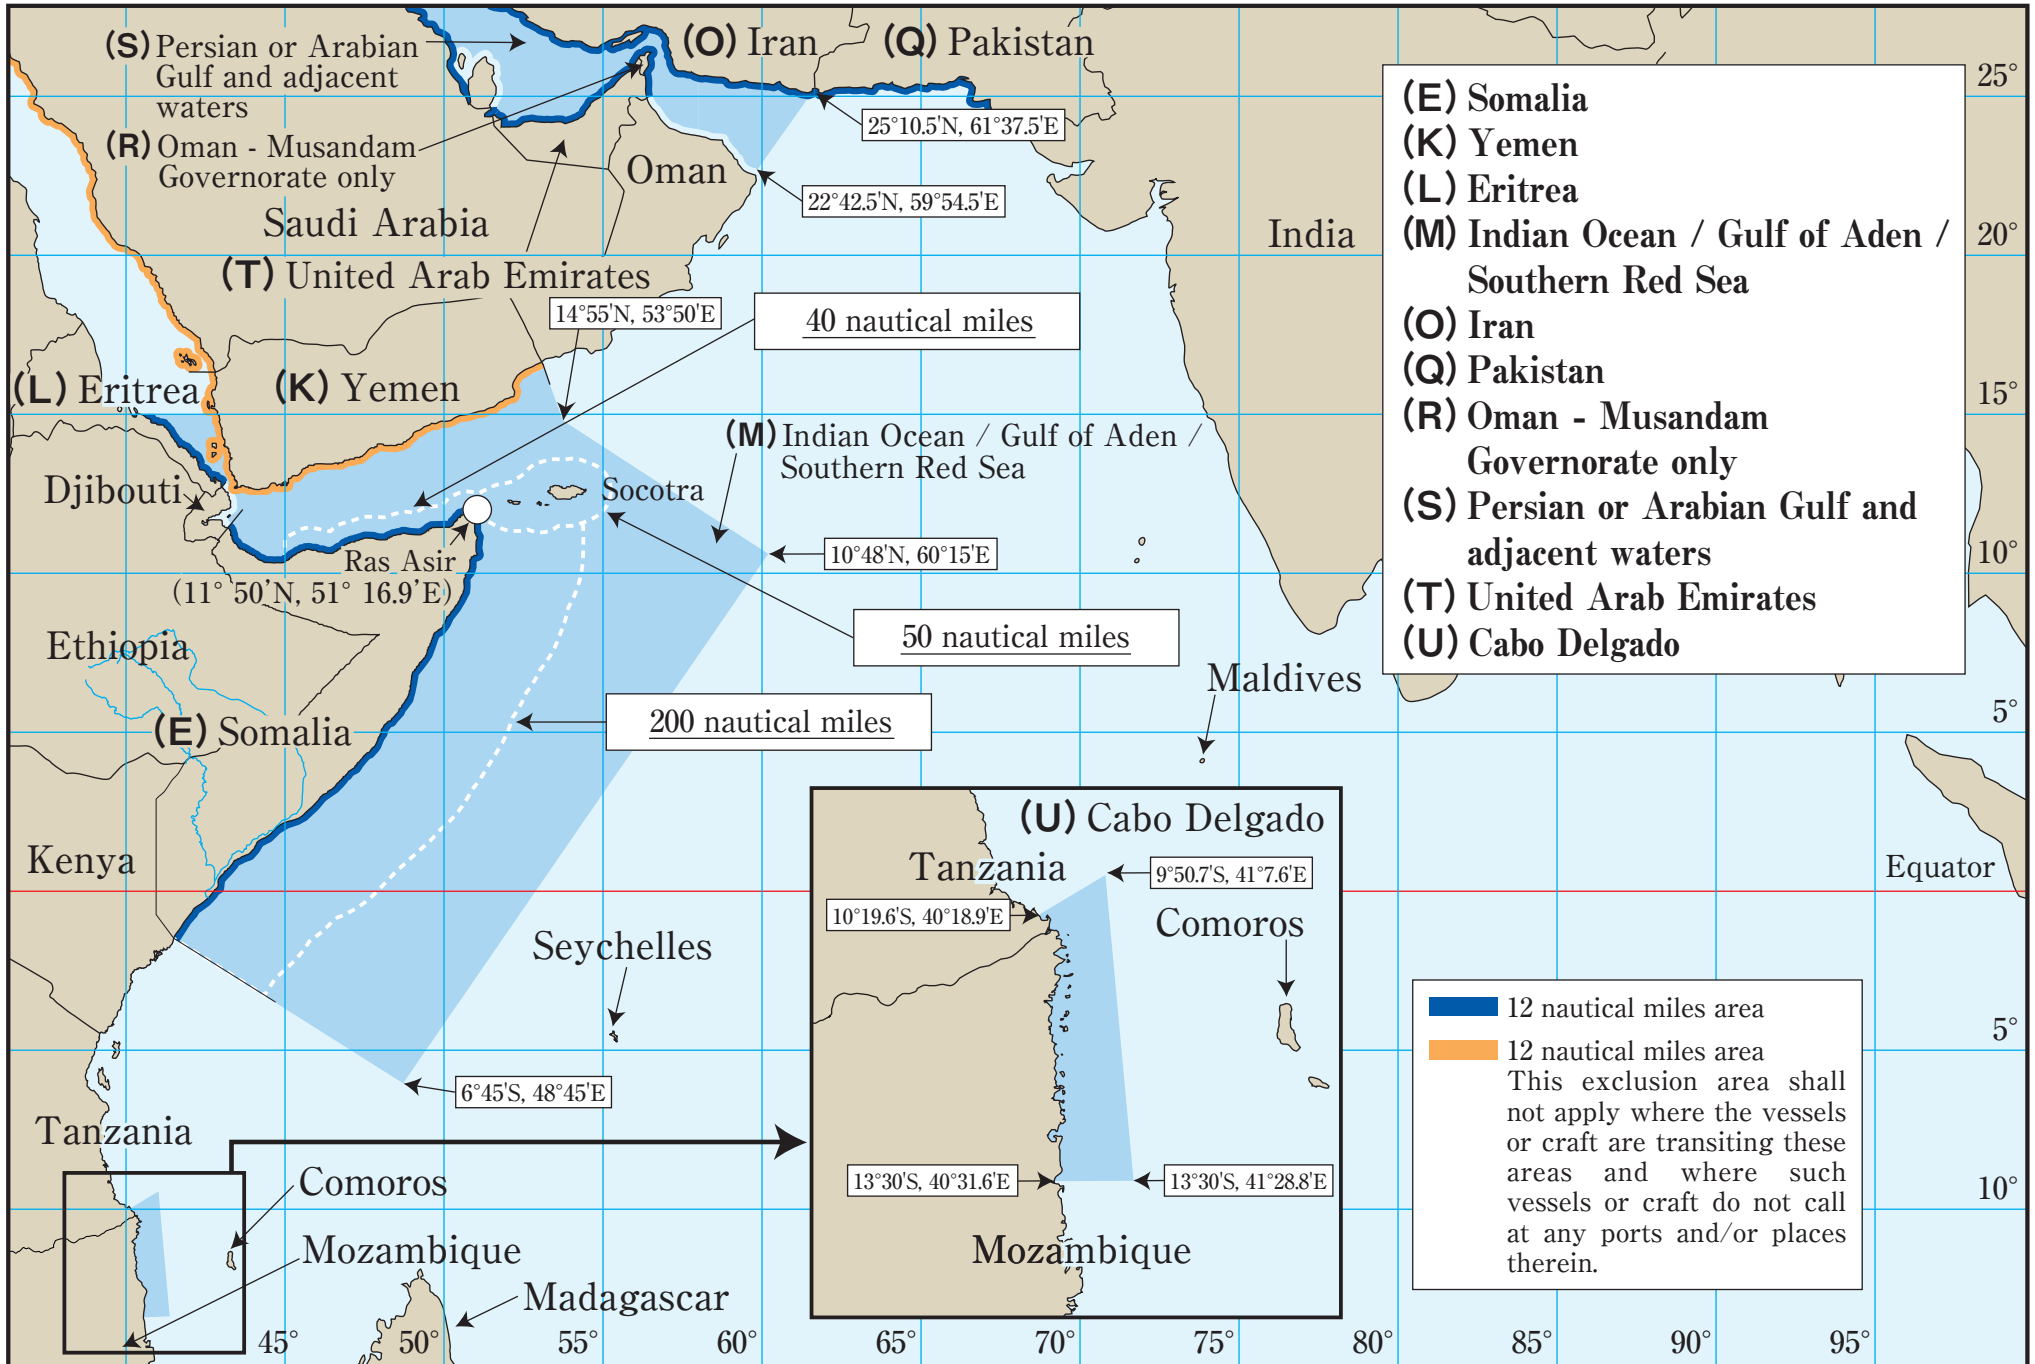 (S) Persian or Arabian
Gulf and adjacent
waters
(R) Oman - Musandam
Governorate only
(O) Iran
(Q) Pakistan
25°10.5'N, 61°37.5'E
Oman
22°42.5'N, 59°54.5'E
Saudi Arabia
India
(T) United Arab Emirates
14°55'N, 53°50'E
40 nautical miles
(L) Eritrea
(K) Yemen
(M) Indian Ocean / Gulf of Aden /
Southern Red Sea
Djibouti
Socotra
Ras Asir
(11° 50'N, 51° 16.9'E)
10°48'N, 60°15'E
50 nautical miles
Ethiopia
Maldives
(E) Somalia
200 nautical miles
Kenya
Equator
Seychelles
6°45'S, 48°45'E
Tanzania
Comoros
Mozambique
Madagascar
(U) Cabo Delgado
Tanzania
9°50.7'S, 41°7.6'E
10°19.6'S, 40°18.9'E
Comoros
13°30'S, 40°31.6'E
13°30'S, 41°28.8'E
Mozambique
(E) Somalia
(K) Yemen
(L) Eritrea
(M) Indian Ocean / Gulf of Aden /
Southern Red Sea
(O) Iran
(Q) Pakistan
(R) Oman - Musandam
Governorate only
(S) Persian or Arabian Gulf and
adjacent waters
(T) United Arab Emirates
(U) Cabo Delgado
25°
20°
15°
10°
5°
5°
10°
12 nautical miles area
12 nautical miles area
This exclusion area shall
not apply where the vessels
or craft are transiting these
areas and where such
vessels or craft do not call
at any ports and/or places
therein.
45°
50°
55°
60°
65°
70°
75°
80°
85°
90°
95°